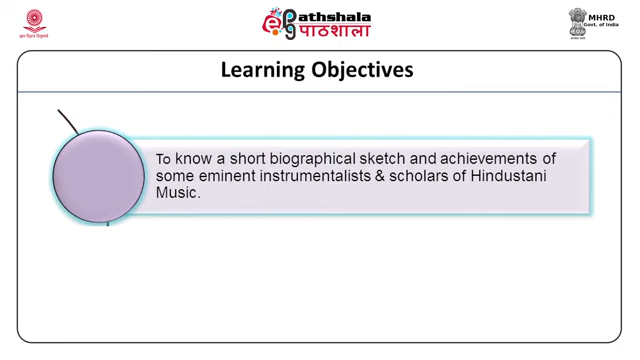 ePathshala
पाठशाला
MHRD
Govt. of India
Learning Objectives
To know a short biographical sketch and achievements of
some eminent instrumentalists & scholars of Hindustani
Music.